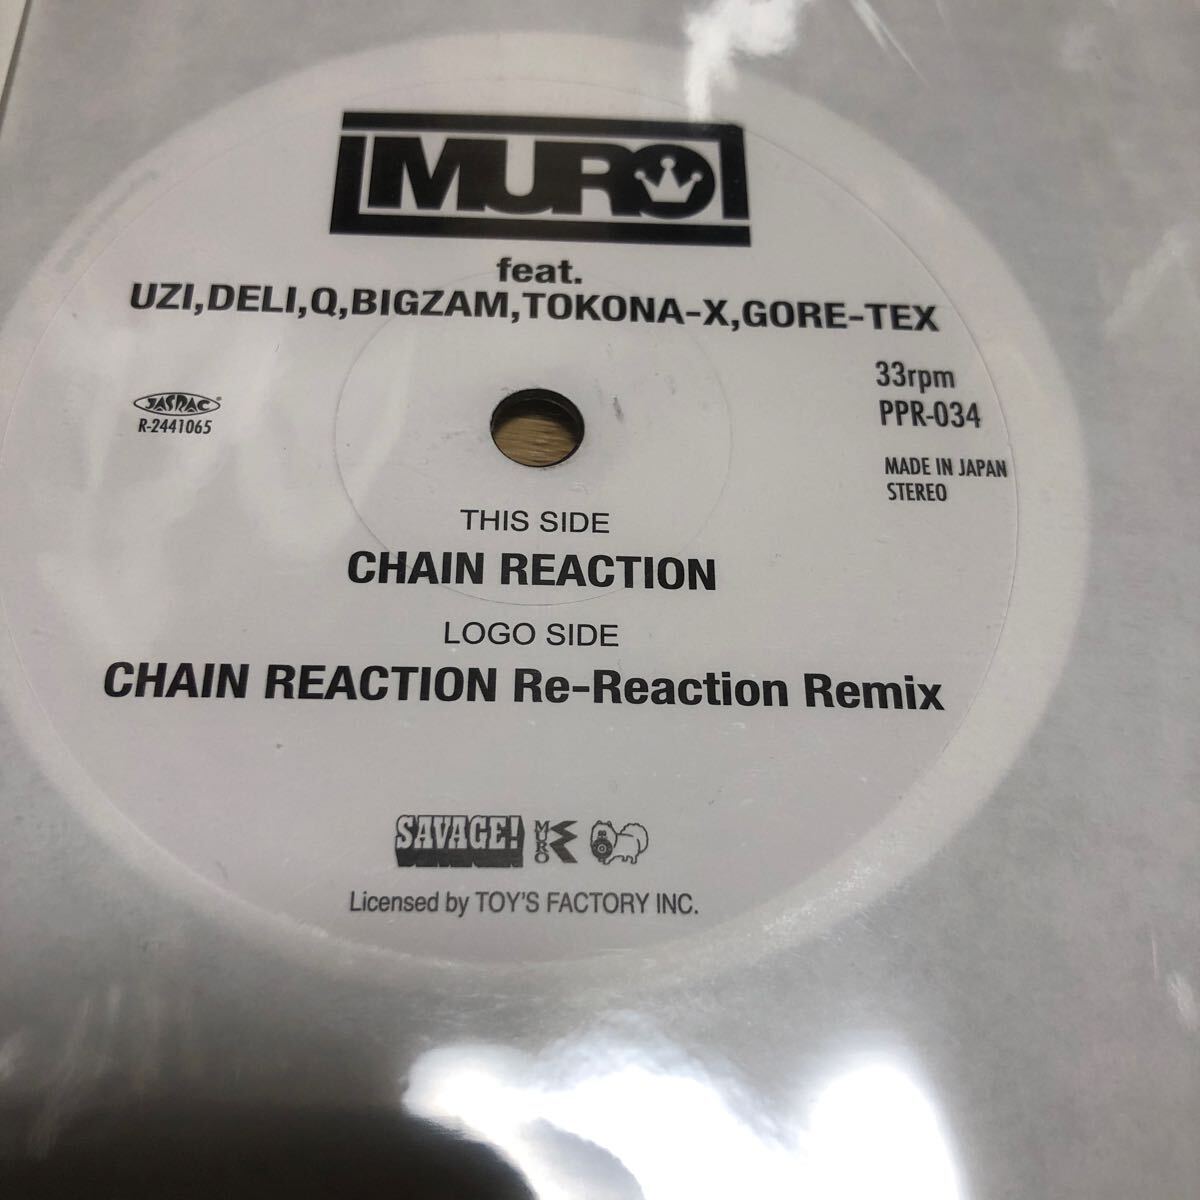 MURO
feat.
UZI,DELI,Q,BIGZAM,TOKONA-X,GORE-TEX
33rpm
PPR-034
JASRAC
R-2441065
MADE IN JAPAN
STEREO
THIS SIDE
CHAIN REACTION
LOGO SIDE
CHAIN REACTION Re-Reaction Remix
SAVAGE!
MURO
Licensed by TOY'S FACTORY INC.